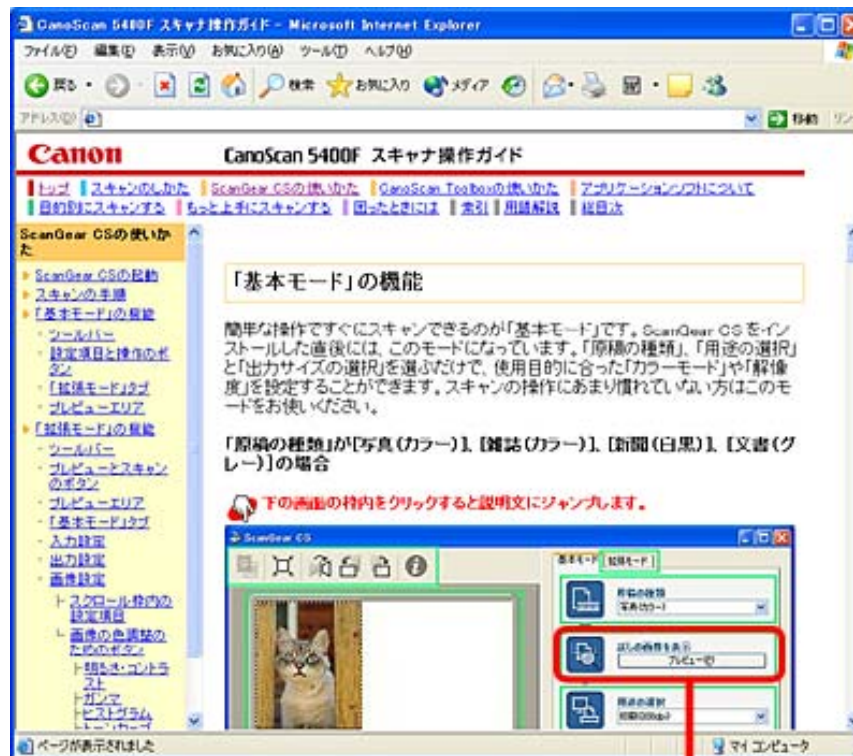 CanoScan 5400F スキャナ操作ガイド - Microsoft Internet Explorer
ファイル(F) 編集(E) 表示(V) お気に入り(A) ツール(T) ヘルプ(H)
戻る 検索 お気に入り メディア
アドレス(D) 移動 リン
Canon CanoScan 5400F スキャナ操作ガイド
トップ スキャンのしかた ScanGear CSの使いかた CanoScan Toolboxの使いかた アプリケーションソフトについて
目的別にスキャンする もっと上手にスキャンする 困ったときには 索引 用語解説 総目次
ScanGear CSの使いか
た
ScanGear CSの起動
スキャンの手順
「基本モード」の機能
ツールバー
設定項目と操作のボ
タン
「拡張モード」タブ
プレビューエリア
「拡張モード」の機能
ツールバー
プレビューとスキャン
のボタン
プレビューエリア
「基本モード」タブ
入力設定
出力設定
画像設定
スクロール枠内の
設定項目
画像の色調整の
ためのボタン
明るさ・コントラ
スト
ガンマ
ヒストグラム
トーンカーブ
「基本モード」の機能
簡単な操作ですぐにスキャンできるのが「基本モード」です。ScanGear CS をイン
ストールした直後には、このモードになっています。「原稿の種類」、「用途の選択」
と「出力サイズの選択」を選ぶだけで、使用目的に合った「カラーモード」や「解像
度」を設定することができます。スキャンの操作にあまり慣れていない方はこのモ
ードをお使いください。
「原稿の種類」が[写真(カラー)]、[雑誌(カラー)]、[新聞(白黒)]、[文書(グ
レー)]の場合
下の画面の枠内をクリックすると説明文にジャンプします。
ScanGear CS
基本モード 拡張モード
原稿の種類
写真(カラー)
ためしの画像を表示
プレビュー(P)
用途の選択
印刷(300dpi)
ページが表示されました マイ コンピュータ